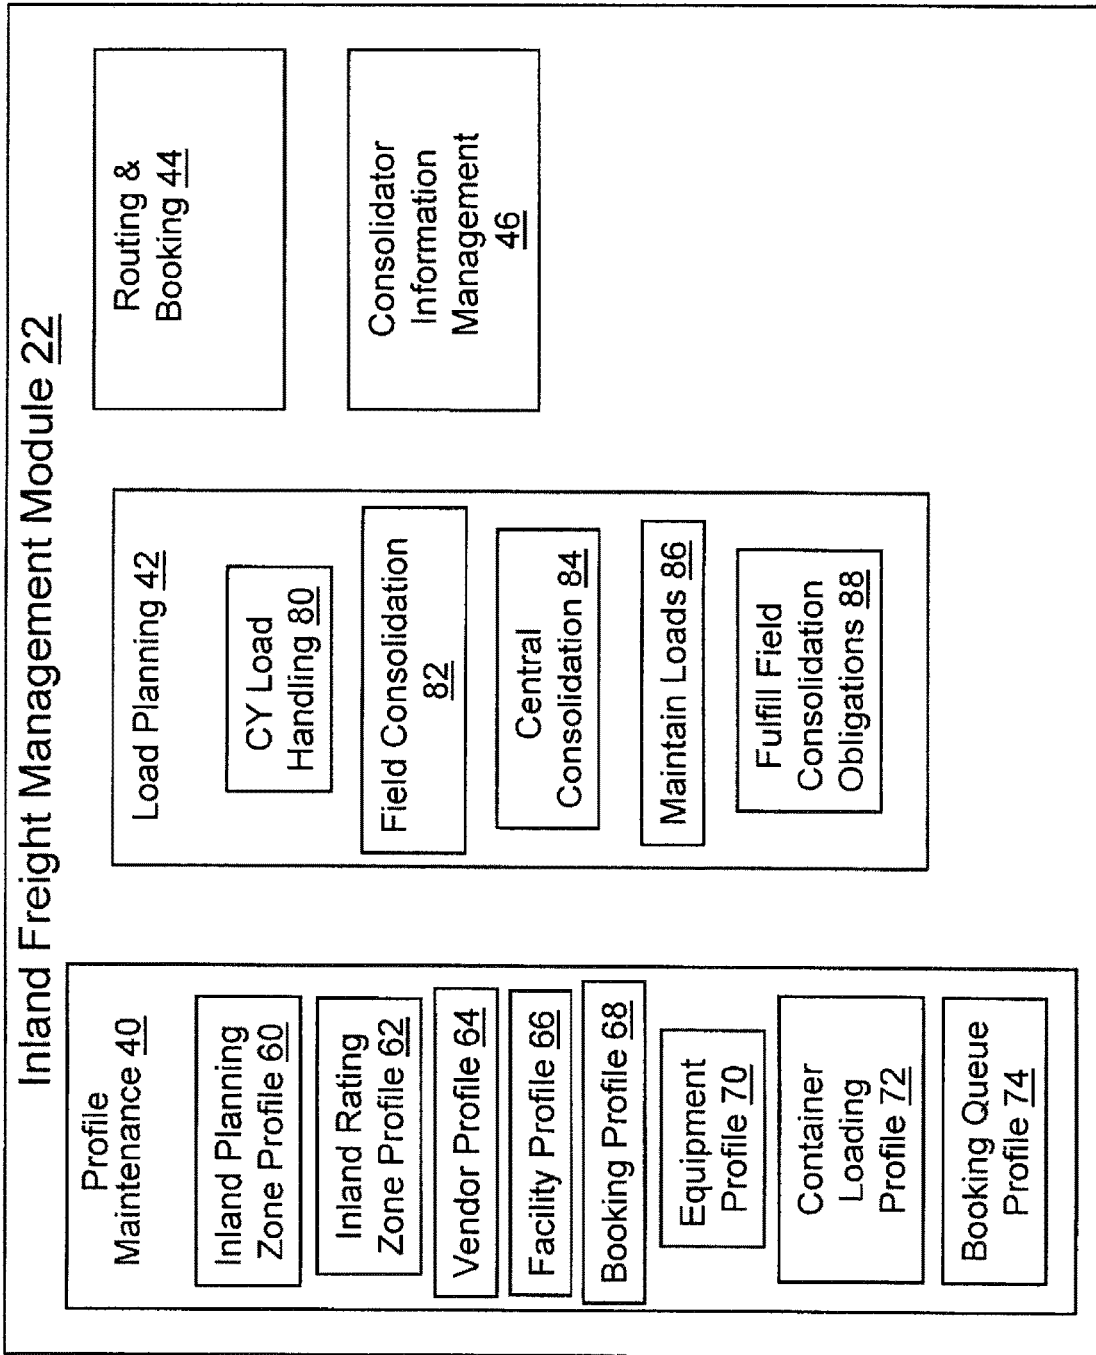 Inland Freight Management Module 22
Profile
Maintenance 40
Inland Planning
Zone Profile 60
Inland Rating
Zone Profile 62
Vendor Profile 64
Facility Profile 66
Booking Profile 68
Equipment
Profile 70
Container
Loading
Profile 72
Booking Queue
Profile 74
Load Planning 42
CY Load
Handling 80
Field Consolidation
82
Central
Consolidation 84
Maintain Loads 86
Fulfill Field
Consolidation
Obligations 88
Routing &
Booking 44
Consolidator
Information
Management
46